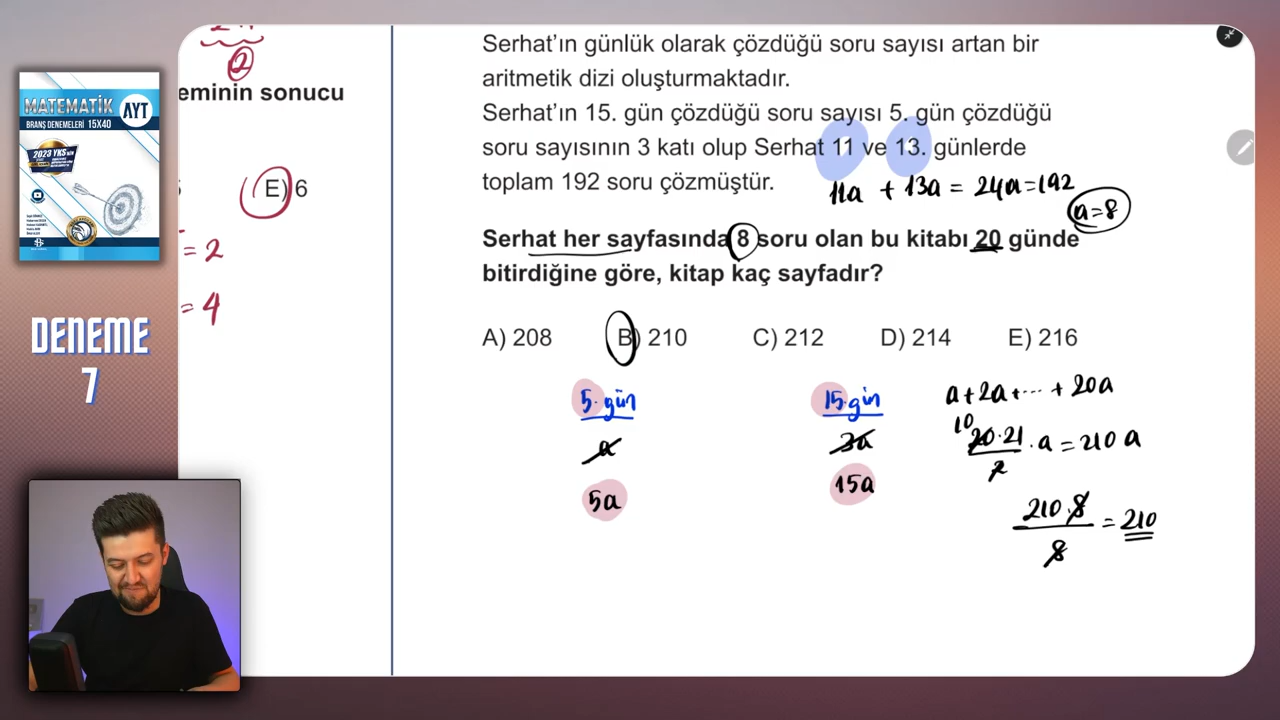 MATEMATİK
AYT
BRANŞ DENEMELERİ 15X40
2023 YKS'NİN
DENEME
7
eminin sonucu
E) 6
= 2
= 4
Serhat'ın günlük olarak çözdüğü soru sayısı artan bir
aritmetik dizi oluşturmaktadır.
Serhat'ın 15. gün çözdüğü soru sayısı 5. gün çözdüğü
soru sayısının 3 katı olup Serhat 11 ve 13. günlerde
toplam 192 soru çözmüştür.
11a + 13a = 24a = 192
a = 8
Serhat her sayfasında 8 soru olan bu kitabı 20 günde
bitirdiğine göre, kitap kaç sayfadır?
A) 208 B) 210 C) 212 D) 214 E) 216
5. gün 15. gün
a 3a
5a 15a
a + 2a + ... + 20a
10
20 · 21 / 2 · a = 210 a
210 · 8 / 8 = 210